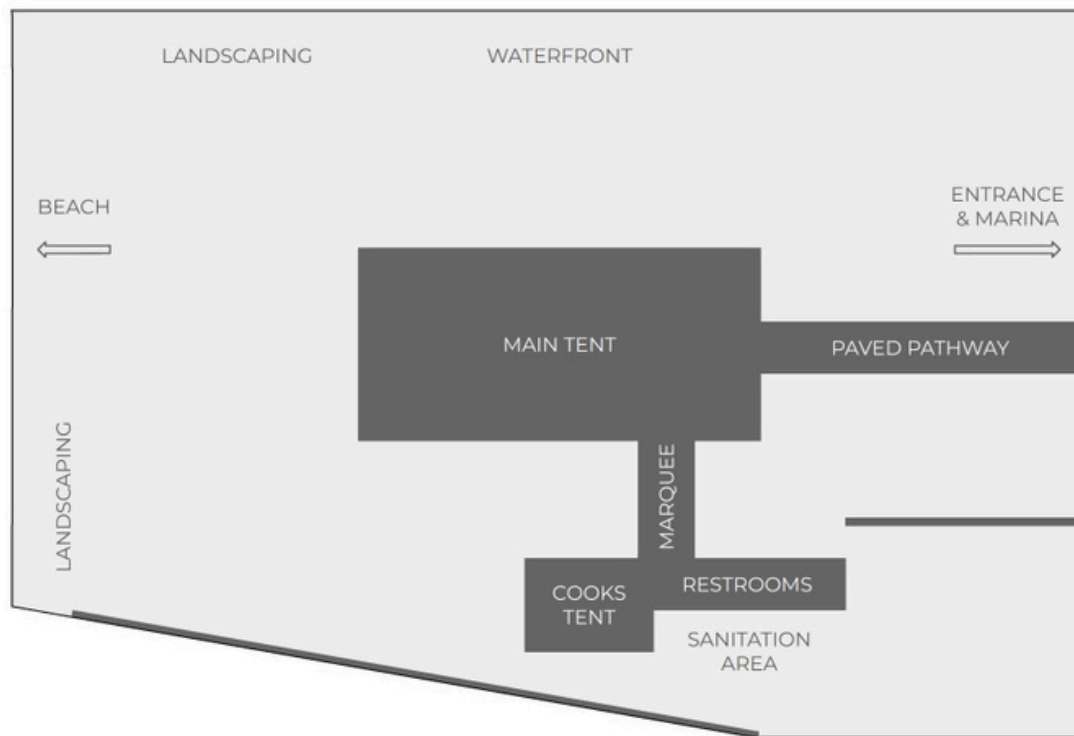 LANDSCAPING
WATERFRONT
BEACH
ENTRANCE
& MARINA
MAIN TENT
PAVED PATHWAY
LANDSCAPING
MARQUEE
COOKS
TENT
RESTROOMS
SANITATION
AREA